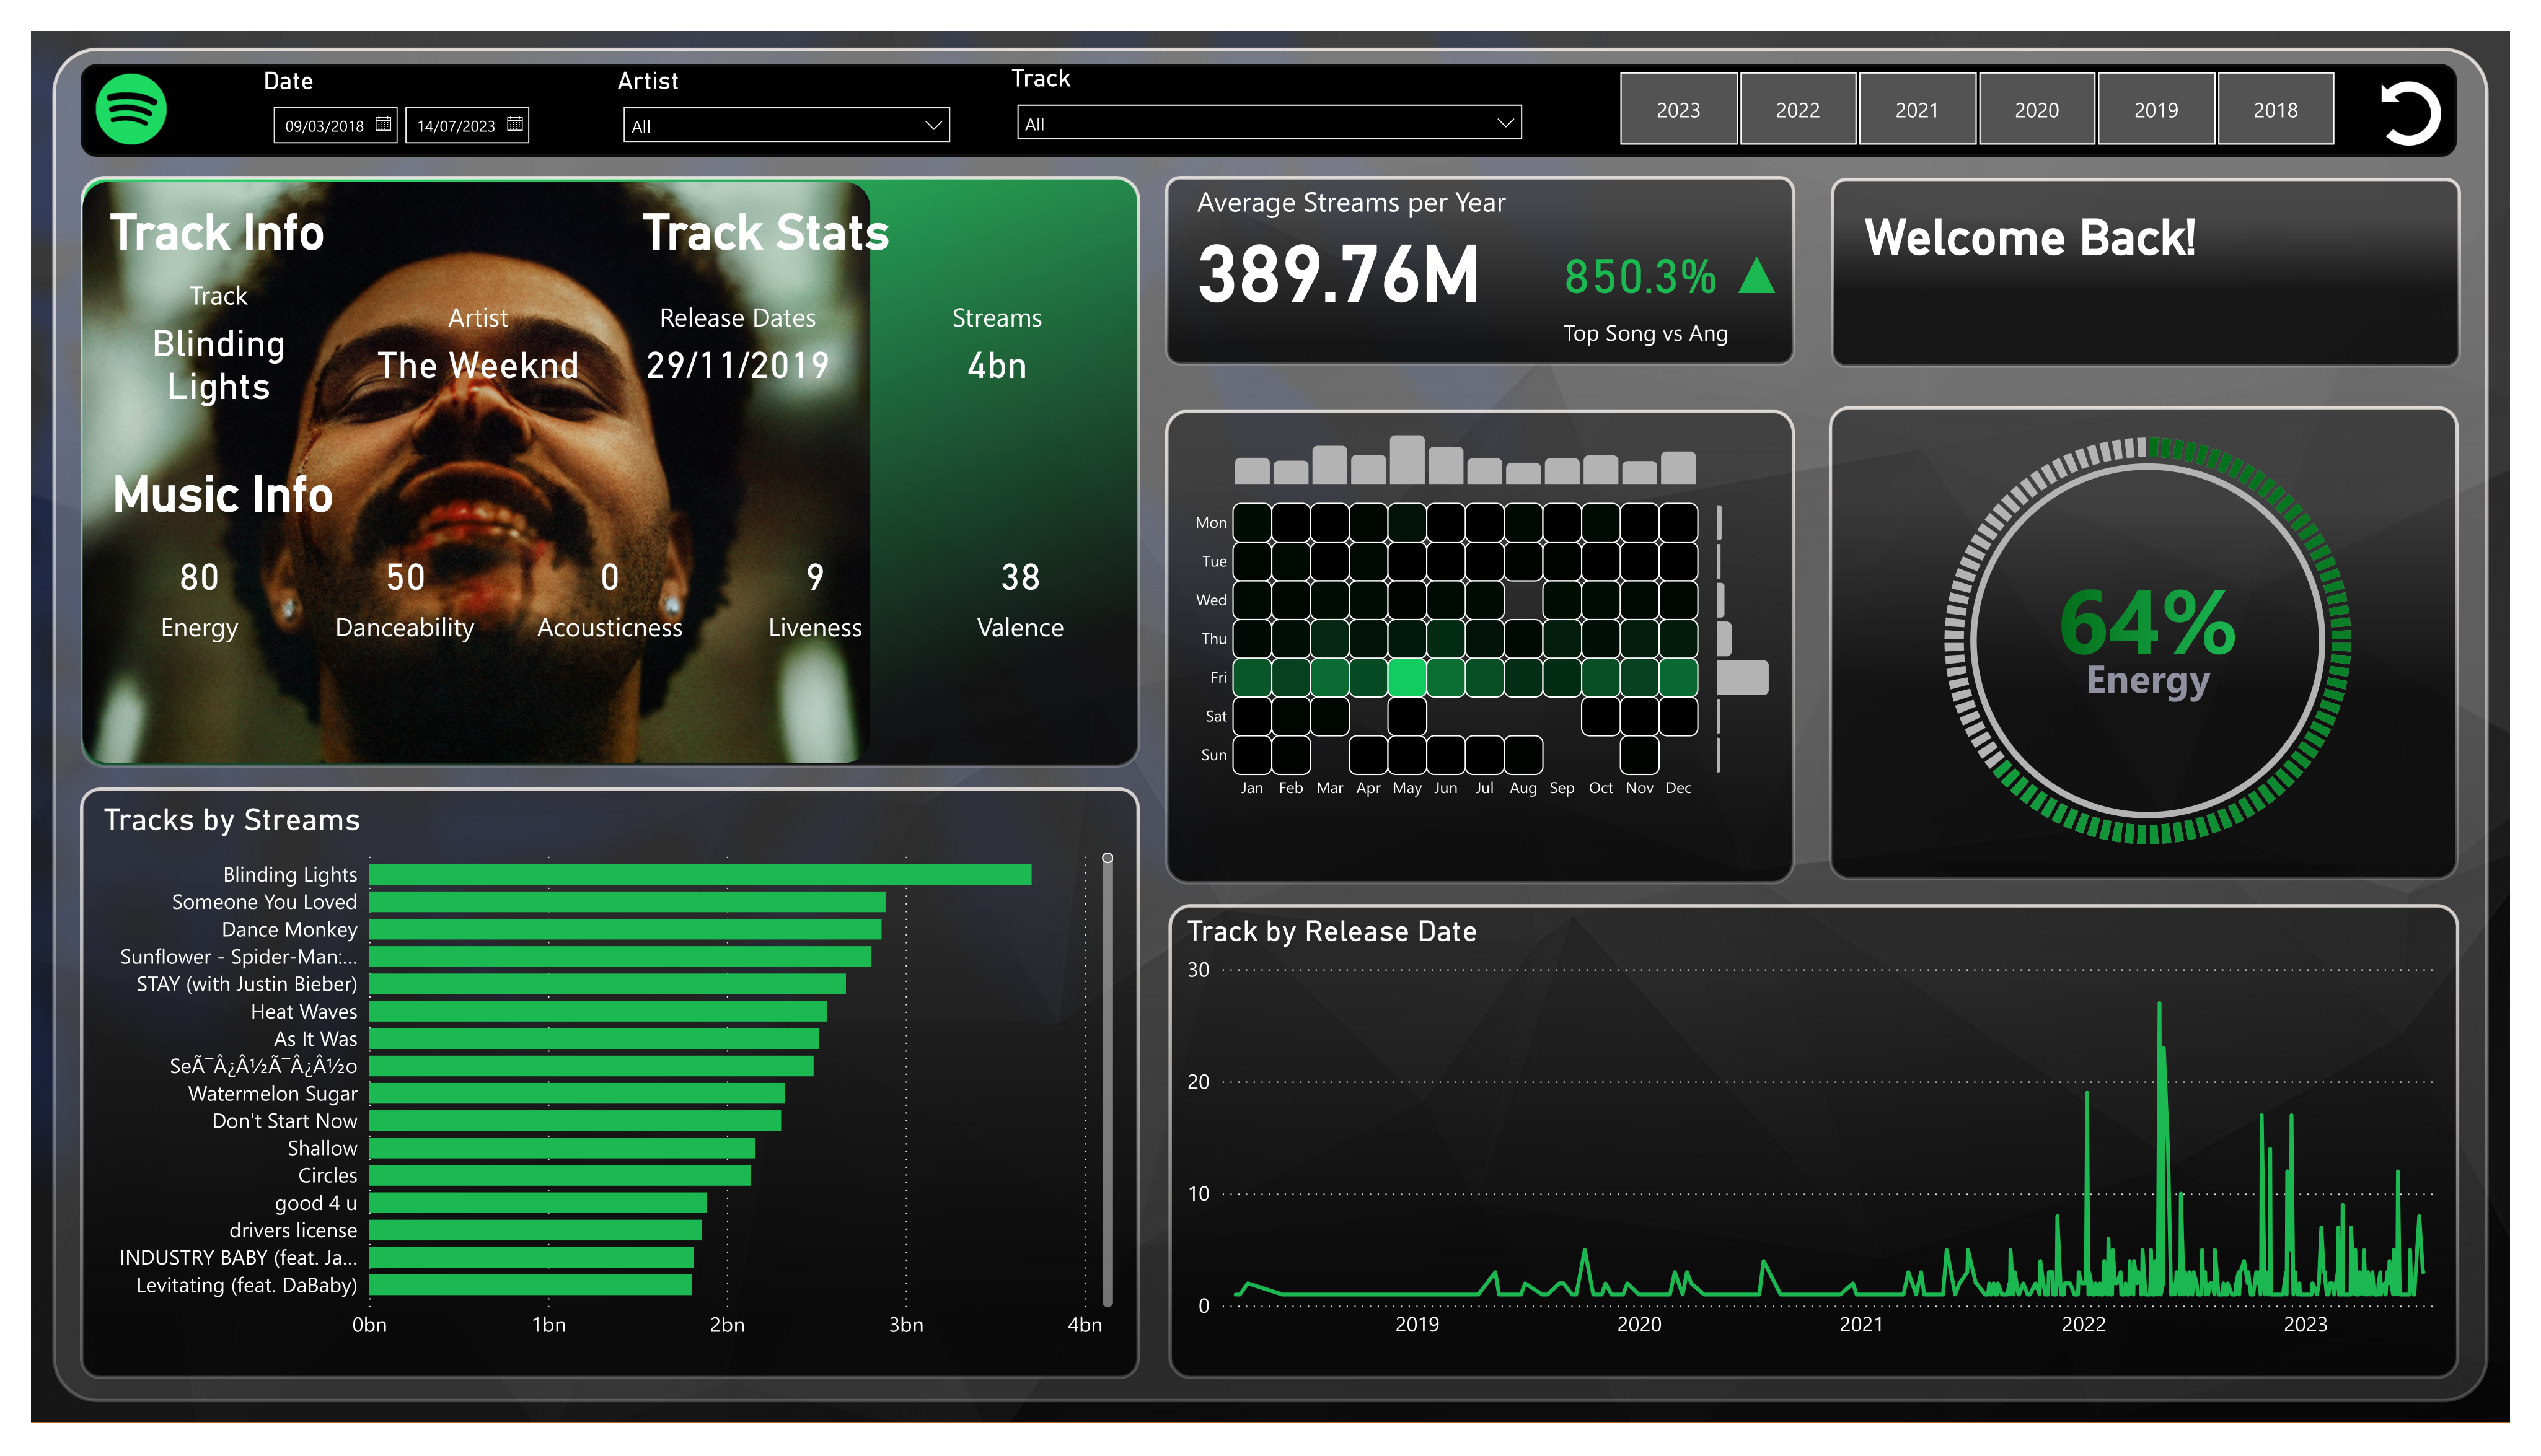 Date
09/03/2018
14/07/2023
Artist
All
Track
All
2023
2022
2021
2020
2019
2018
Track Info
Track
Blinding
Lights
Artist
The Weeknd
Track Stats
Release Dates
29/11/2019
Streams
4bn
Music Info
80
Energy
50
Danceability
0
Acousticness
9
Liveness
38
Valence
Average Streams per Year
389.76M
850.3%
Top Song vs Ang
Welcome Back!
Mon
Tue
Wed
Thu
Fri
Sat
Sun
Jan Feb Mar Apr May Jun Jul Aug Sep Oct Nov Dec
64%
Energy
Tracks by Streams
Blinding Lights
Someone You Loved
Dance Monkey
Sunflower - Spider-Man:...
STAY (with Justin Bieber)
Heat Waves
As It Was
SeÃ¯Â¿Â½Ã¯Â¿Â½o
Watermelon Sugar
Don't Start Now
Shallow
Circles
good 4 u
drivers license
INDUSTRY BABY (feat. Ja...
Levitating (feat. DaBaby)
0bn 1bn 2bn 3bn 4bn
Track by Release Date
30
20
10
0
2019 2020 2021 2022 2023